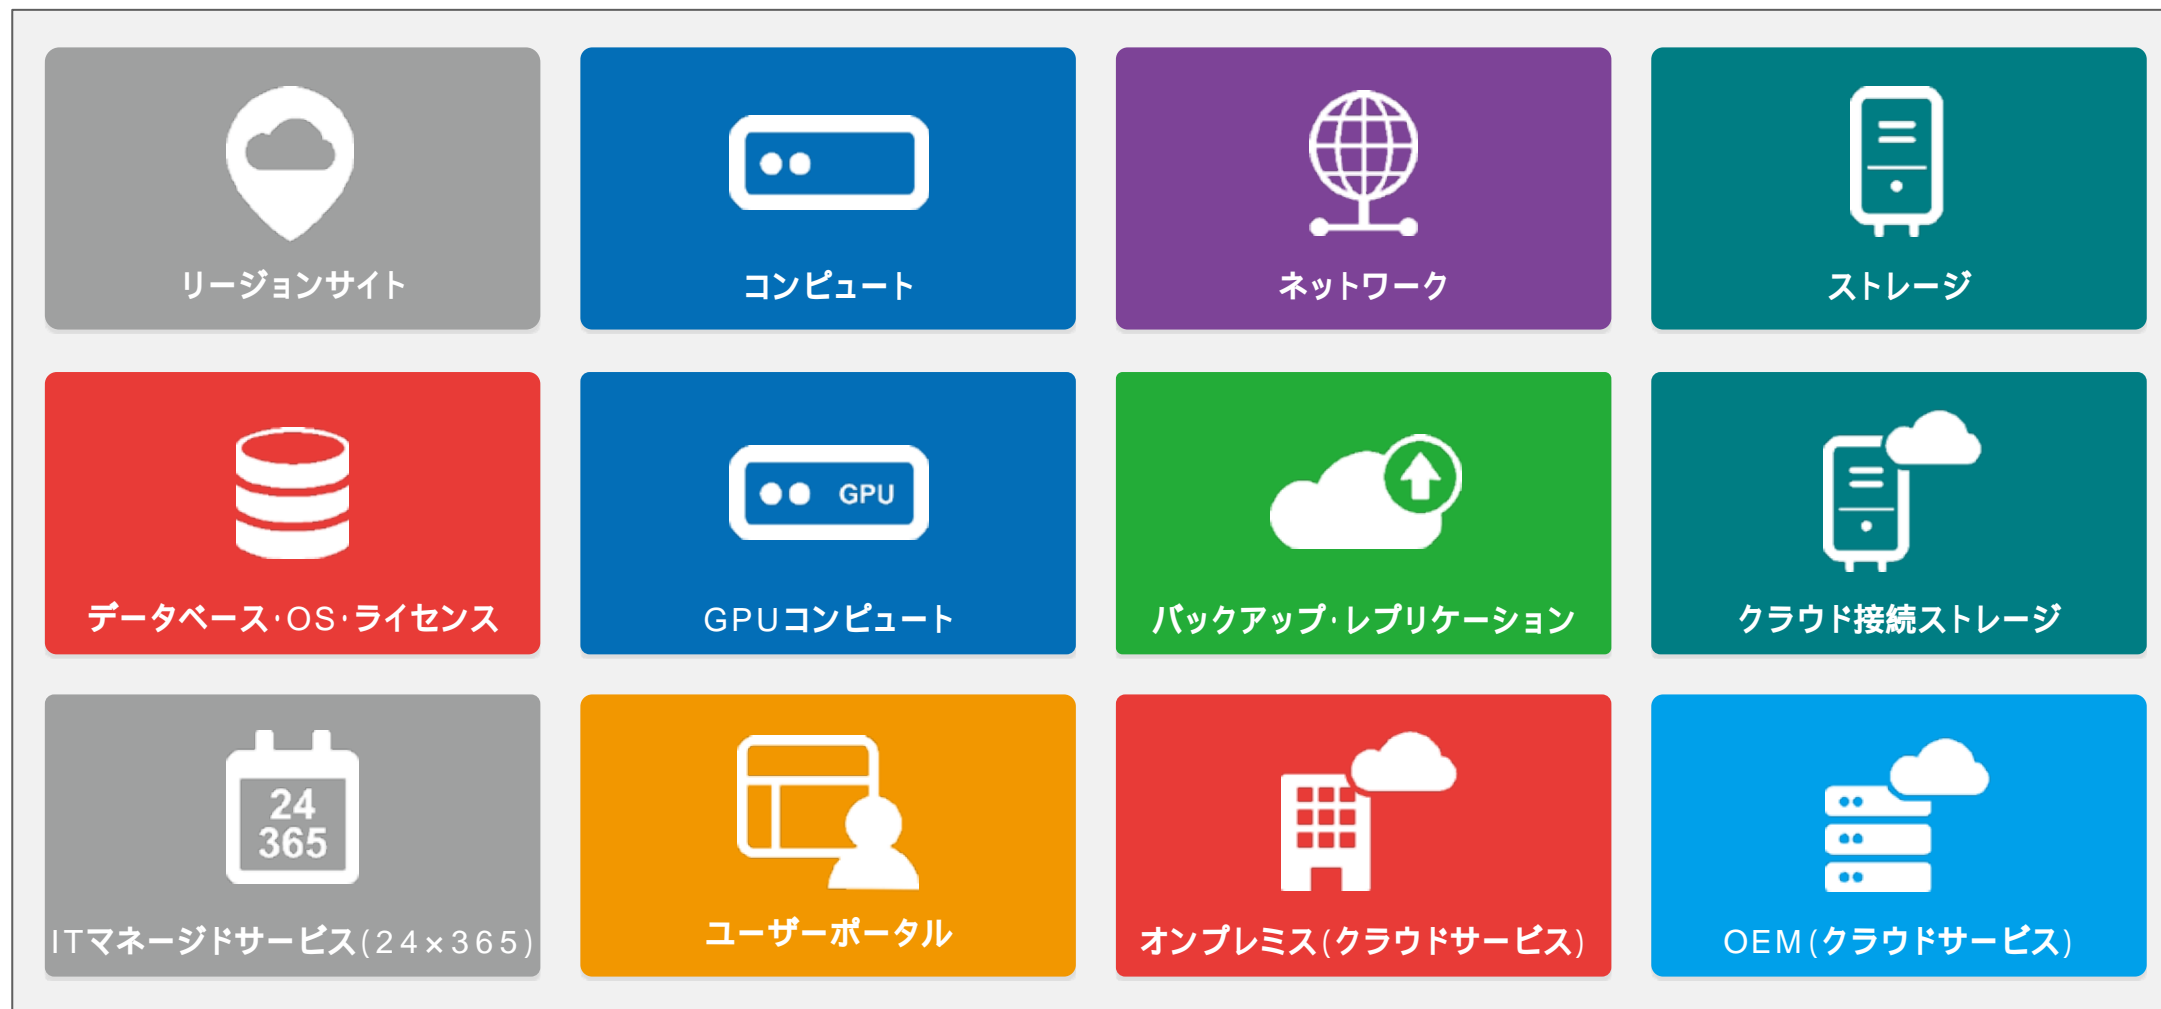 リージョンサイト
コンピュート
ネットワーク
ストレージ
データベース・OS・ライセンス
GPU
GPUコンピュート
バックアップ・レプリケーション
クラウド接続ストレージ
24
365
ITマネージドサービス(24×365)
ユーザーポータル
オンプレミス(クラウドサービス)
OEM(クラウドサービス)